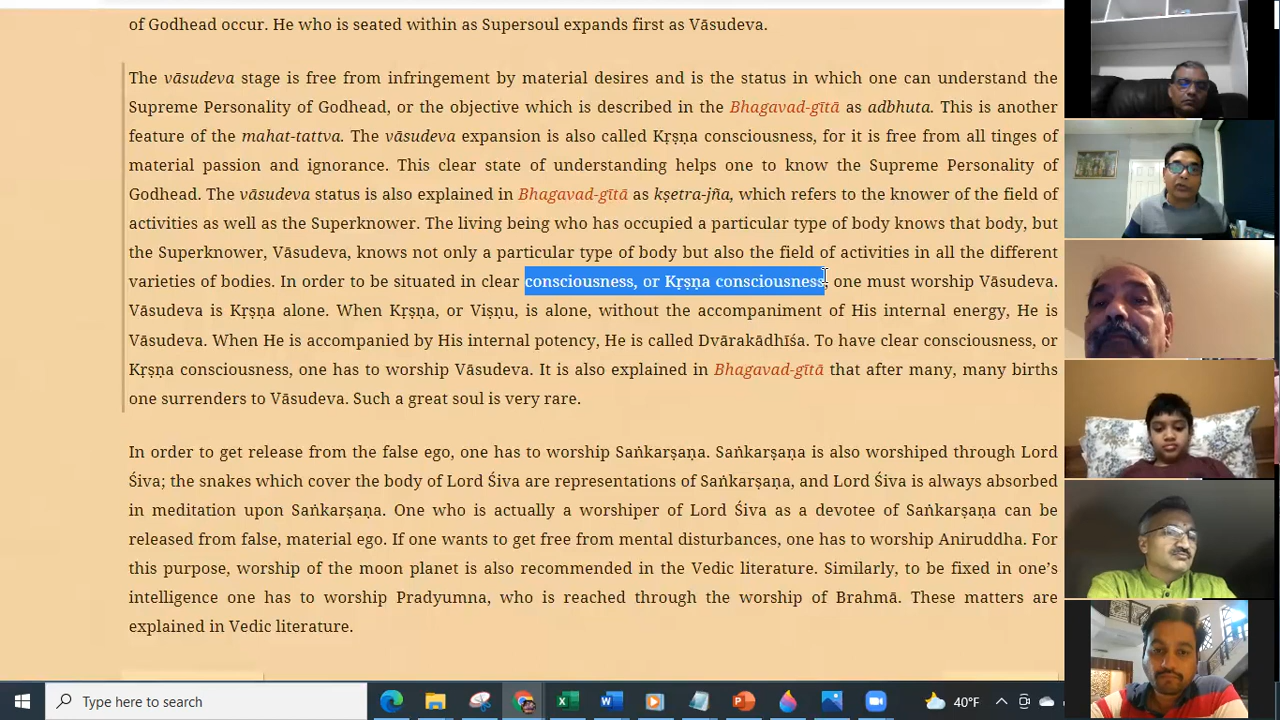 of Godhead occur. He who is seated within as Supersoul expands first as Vāsudeva.
The vāsudeva stage is free from infringement by material desires and is the status in which one can understand the
Supreme Personality of Godhead, or the objective which is described in the Bhagavad-gītā as adbhuta. This is another
feature of the mahat-tattva. The vāsudeva expansion is also called Kṛṣṇa consciousness, for it is free from all tinges of
material passion and ignorance. This clear state of understanding helps one to know the Supreme Personality of
Godhead. The vāsudeva status is also explained in Bhagavad-gītā as kṣetra-jña, which refers to the knower of the field of
activities as well as the Superknower. The living being who has occupied a particular type of body knows that body, but
the Superknower, Vāsudeva, knows not only a particular type of body but also the field of activities in all the different
varieties of bodies. In order to be situated in clear consciousness, or Kṛṣṇa consciousness, one must worship Vāsudeva.
Vāsudeva is Kṛṣṇa alone. When Kṛṣṇa, or Viṣṇu, is alone, without the accompaniment of His internal energy, He is
Vāsudeva. When He is accompanied by His internal potency, He is called Dvārakādhīśa. To have clear consciousness, or
Kṛṣṇa consciousness, one has to worship Vāsudeva. It is also explained in Bhagavad-gītā that after many, many births
one surrenders to Vāsudeva. Such a great soul is very rare.
In order to get release from the false ego, one has to worship Saṅkarṣaṇa. Saṅkarṣaṇa is also worshiped through Lord
Śiva; the snakes which cover the body of Lord Śiva are representations of Saṅkarṣaṇa, and Lord Śiva is always absorbed
in meditation upon Saṅkarṣaṇa. One who is actually a worshiper of Lord Śiva as a devotee of Saṅkarṣaṇa can be
released from false, material ego. If one wants to get free from mental disturbances, one has to worship Aniruddha. For
this purpose, worship of the moon planet is also recommended in the Vedic literature. Similarly, to be fixed in one's
intelligence one has to worship Pradyumna, who is reached through the worship of Brahmā. These matters are
explained in Vedic literature.
Type here to search
40°F